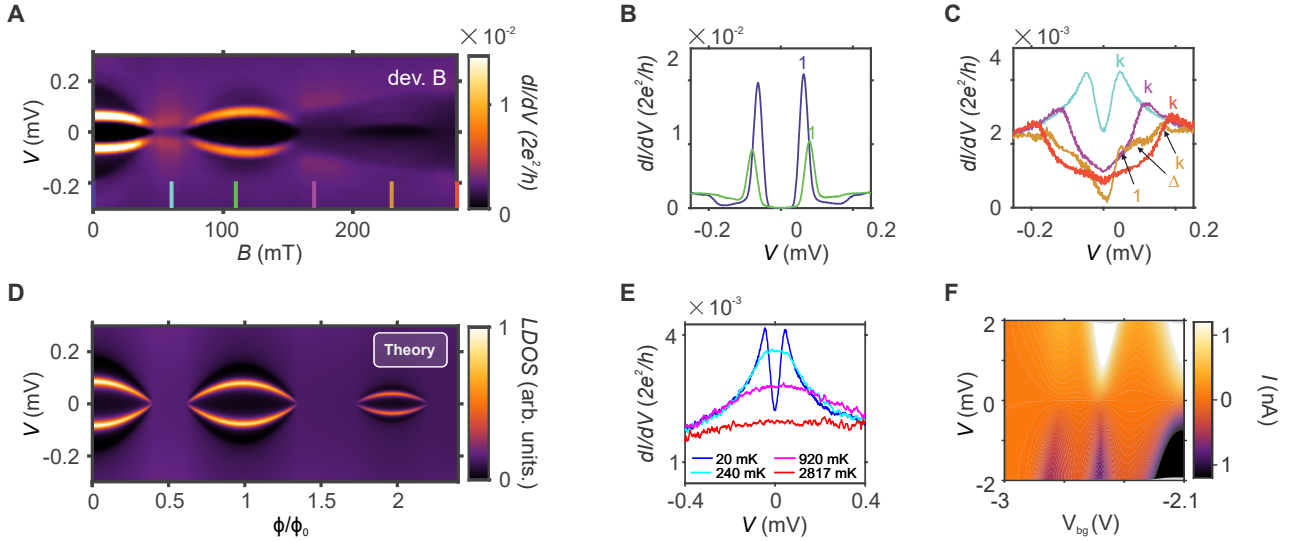 A
dev. B
× 10⁻²
V (mV)
0.2
0
-0.2
0
100
200
B (mT)
1
0
dI/dV (2e²/h)
B
× 10⁻²
dI/dV (2e²/h)
2
1
0
1
1
-0.2
0
0.2
V (mV)
C
× 10⁻³
dI/dV (2e²/h)
4
2
0
k
k
k
k
Δ
1
-0.2
0
0.2
V (mV)
D
Theory
V (mV)
0.2
0
-0.2
0
0.5
1
1.5
2
ϕ/ϕ₀
1
0
LDOS (arb. units.)
E
× 10⁻³
dI/dV (2e²/h)
4
1
20 mK
920 mK
240 mK
2817 mK
-0.4
0
0.4
V (mV)
F
V (mV)
2
0
-2
-3
-2.1
V_bg (V)
1
0
1
I (nA)